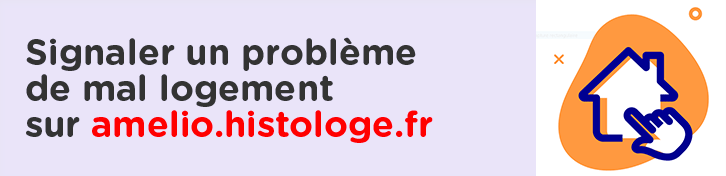 Signaler un problème
de mal logement
sur amelio.histologe.fr